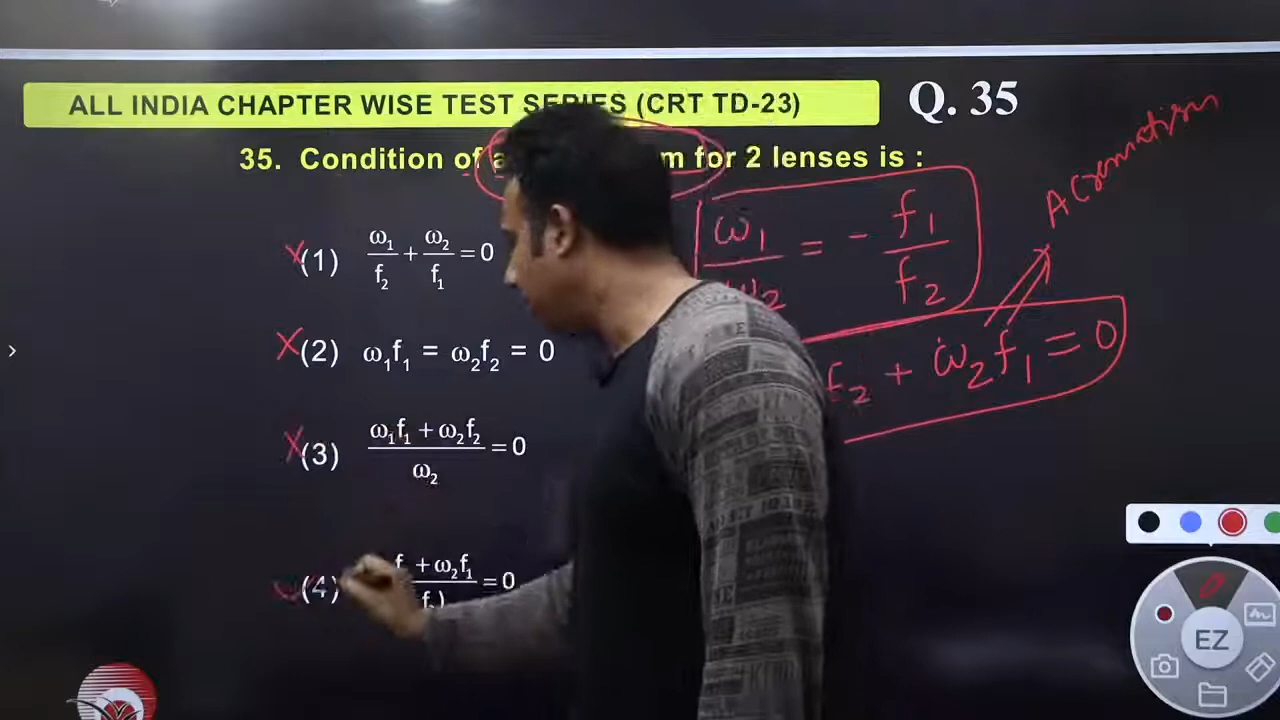 ALL INDIA CHAPTER WISE TEST SERIES (CRT TD-23)
Q. 35
35. Condition of a m for 2 lenses is :
(1) ω₁/f₂ + ω₂/f₁ = 0
(2) ω₁f₁ = ω₂f₂ = 0
(3) (ω₁f₁ + ω₂f₂)/ω₂ = 0
(4) f + ω₂f₁ = 0
ω₁/ω₂ = - f₁/f₂
f₂ + ω₂f₁ = 0
EZ